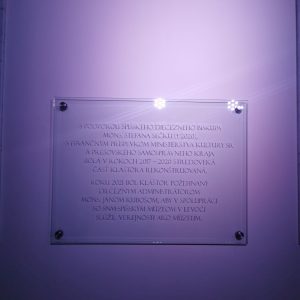 S PODPOROU SPIŠSKÉHO DIECÉZNEHO BISKUPA
MONS. ŠTEFANA SEČKU († 2020),
S FINANČNÝM PRÍSPEVKOM MINISTERSTVA KULTÚRY SR
A PREŠOVSKÉHO SAMOSPRÁVNEHO KRAJA
BOLA V ROKOCH 2017 – 2020 STREDOVEKÁ
ČASŤ KLÁŠTORA REKONŠTRUOVANÁ.
ROKU 2021 BOL KLÁŠTOR POŽEHNANÝ
DIECÉZNYM ADMINISTRÁTOROM
MONS. JÁNOM KUBOŠOM, ABY V SPOLUPRÁCI
SO SNM-SPIŠSKÝM MÚZEOM V LEVOČI
SLÚŽIL VEREJNOSTI AKO MÚZEUM.